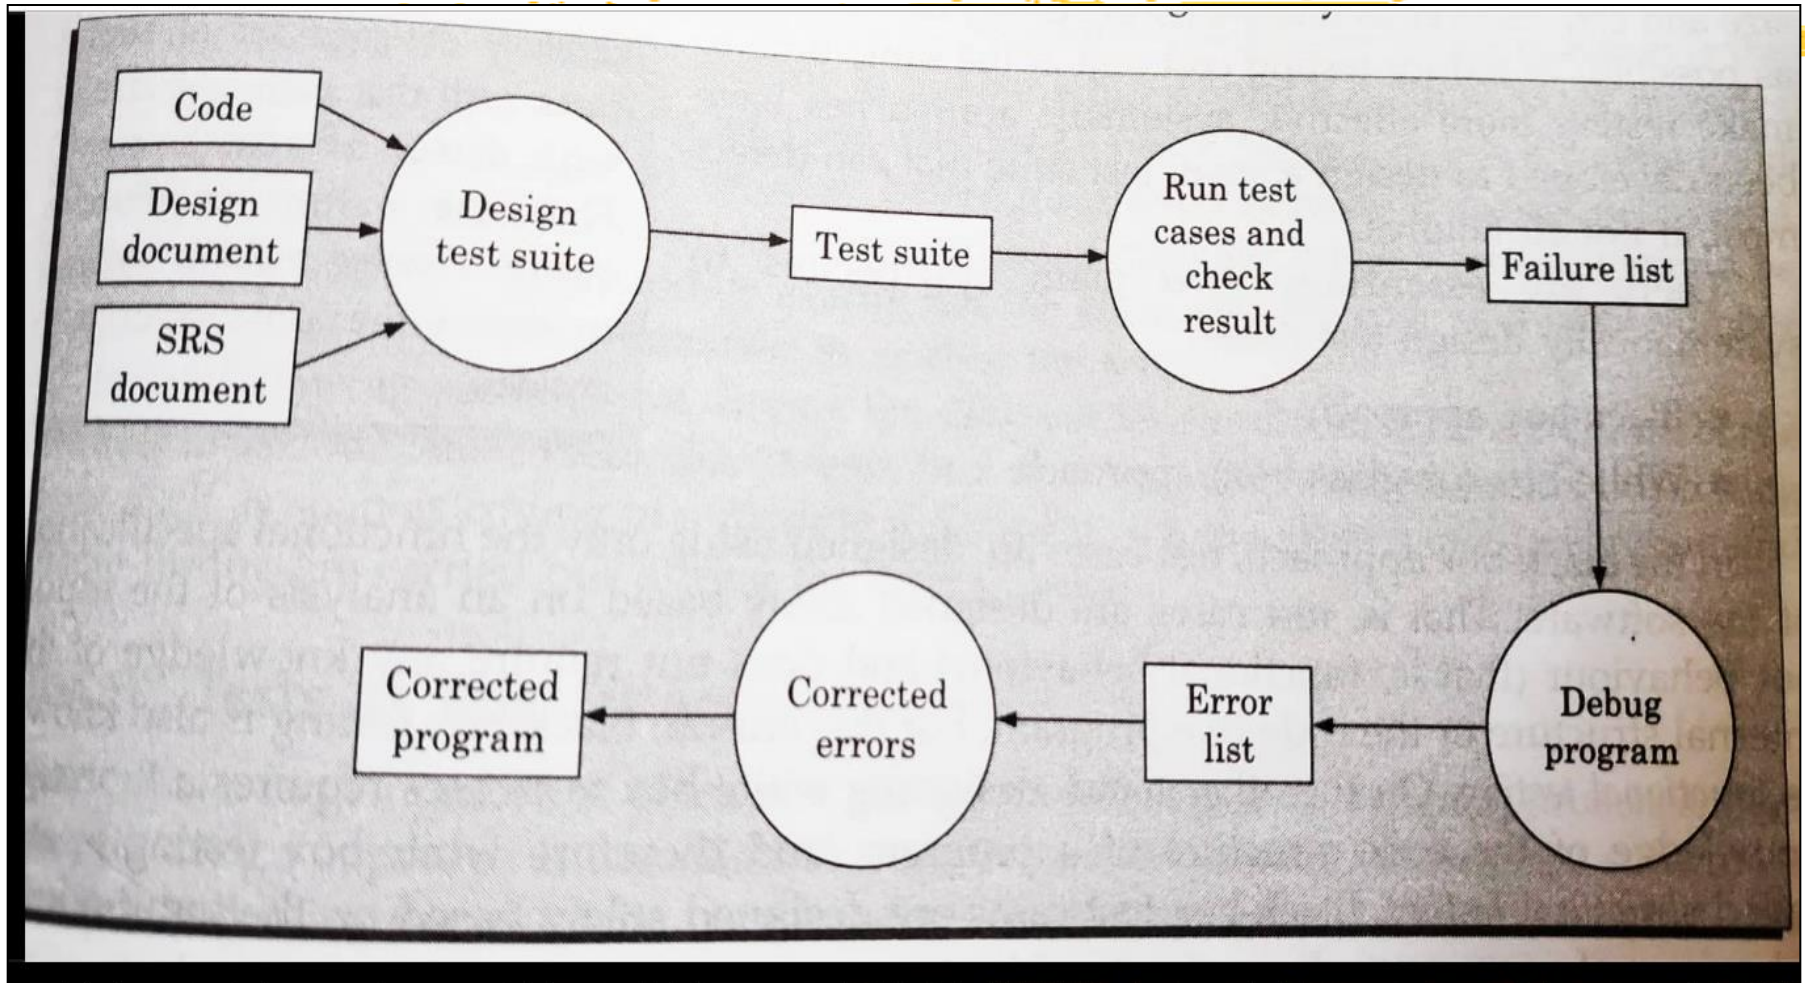 Code
Design
document
SRS
document
Design
test suite
Test suite
Run test
cases and
check
result
Failure list
Debug
program
Error
list
Corrected
errors
Corrected
program